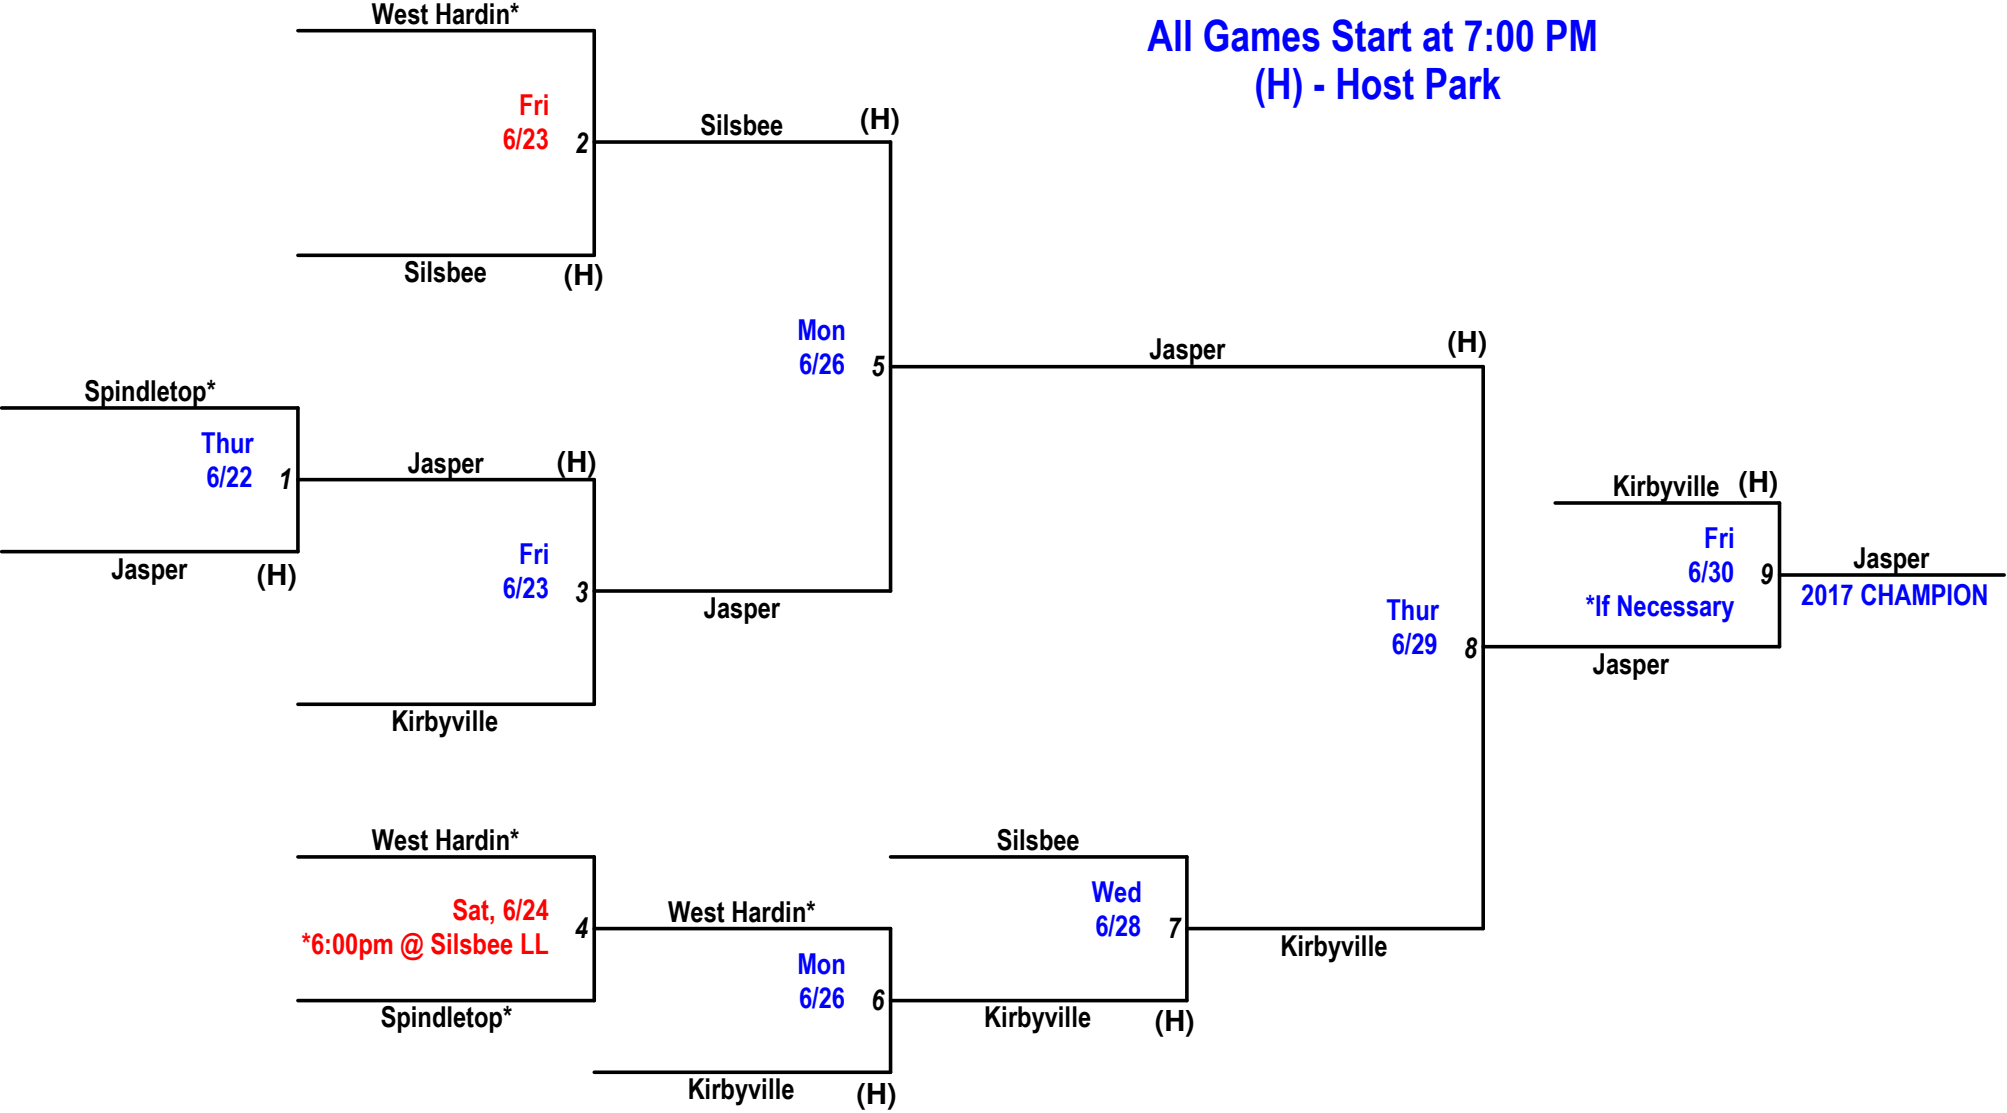 West Hardin*
All Games Start at 7:00 PM
(H) - Host Park
Fri
6/23
2
Silsbee
(H)
Silsbee
(H)
Mon
6/26
5
Jasper
(H)
Spindletop*
Thur
6/22
1
Jasper
(H)
Jasper
(H)
Fri
6/23
3
Jasper
Kirbyville
Kirbyville
(H)
Fri
6/30
*If Necessary
9
Jasper
2017 CHAMPION
Thur
6/29
8
Jasper
West Hardin*
Sat, 6/24
*6:00pm @ Silsbee LL
4
Spindletop*
West Hardin*
Mon
6/26
6
Kirbyville
(H)
Silsbee
Wed
6/28
7
Kirbyville
(H)
Kirbyville